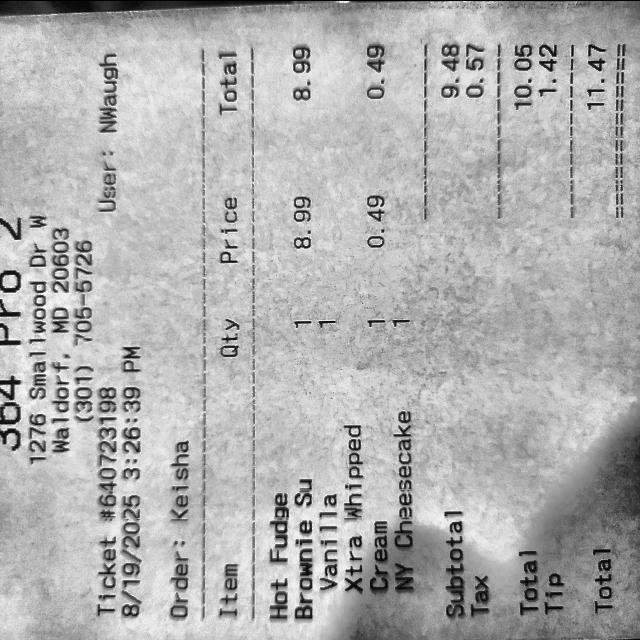 364 Pro 2
1276 Smallwood Dr W
Waldorf, MD 20603
(301) 705-5726
Ticket #640723198 User: NWaugh
8/19/2025 3:26:39 PM
Order: Keisha
Item Qty Price Total
Hot Fudge
Brownie Su 1 8.99 8.99
Vanilla 1
Xtra Whipped
Cream 1 0.49 0.49
NY Cheesecake 1
Subtotal 9.48
Tax 0.57
Total 10.05
Tip 1.42
Total 11.47